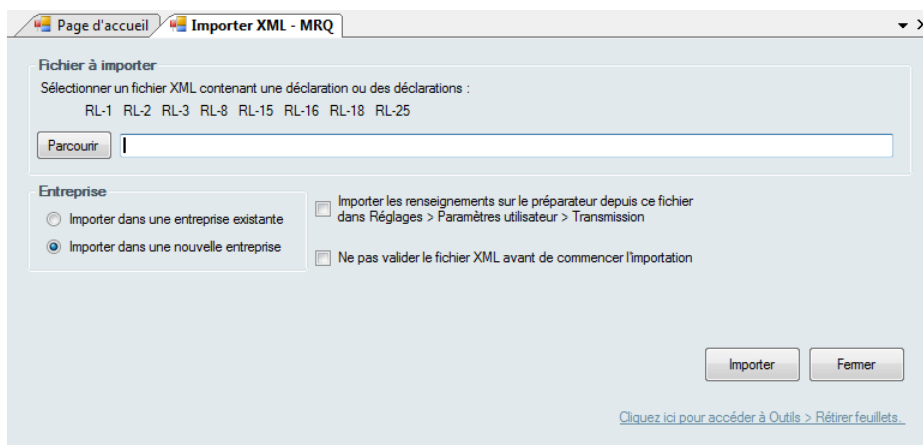 Page d'accueil
Importer XML - MRQ
Fichier à importer
Sélectionner un fichier XML contenant une déclaration ou des déclarations :
RL-1 RL-2 RL-3 RL-8 RL-15 RL-16 RL-18 RL-25
Parcourir
Entreprise
Importer dans une entreprise existante
Importer dans une nouvelle entreprise
Importer les renseignements sur le préparateur depuis ce fichier
dans Réglages > Paramètres utilisateur > Transmission
Ne pas valider le fichier XML avant de commencer l'importation
Importer
Fermer
Cliquez ici pour accéder à Outils > Rétirer feuillets.